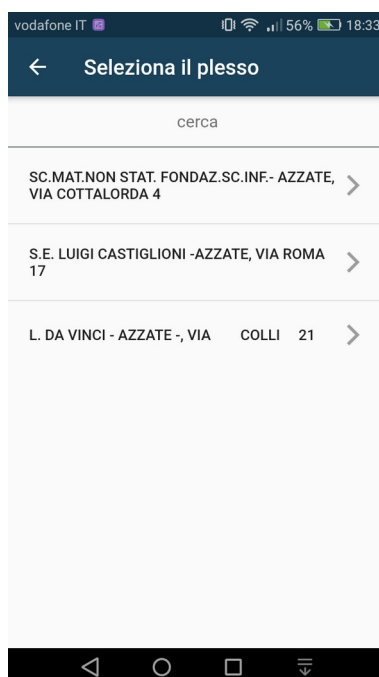 vodafone IT 56% 18:33
Seleziona il plesso
cerca
SC.MAT.NON STAT. FONDAZ.SC.INF.- AZZATE,
VIA COTTALORDA 4
S.E. LUIGI CASTIGLIONI -AZZATE, VIA ROMA
17
L. DA VINCI - AZZATE -, VIA COLLI 21